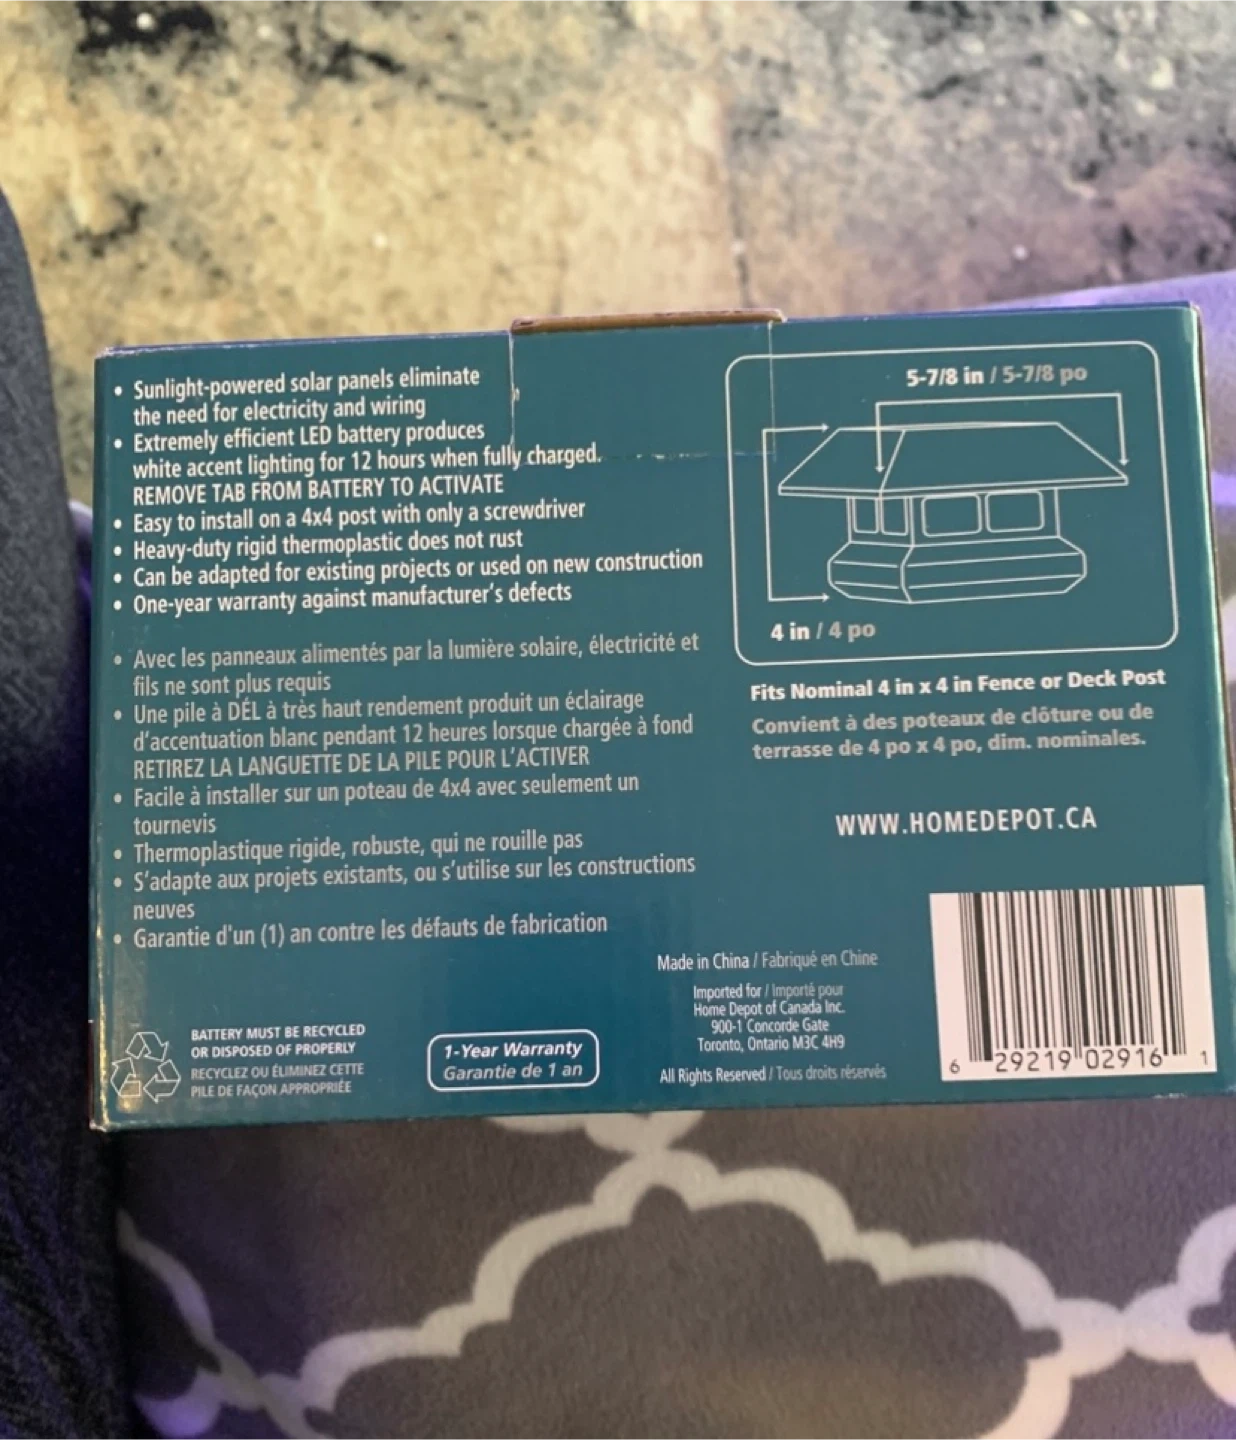 • Sunlight-powered solar panels eliminate
the need for electricity and wiring
• Extremely efficient LED battery produces
white accent lighting for 12 hours when fully charged.
REMOVE TAB FROM BATTERY TO ACTIVATE
• Easy to install on a 4x4 post with only a screwdriver
• Heavy-duty rigid thermoplastic does not rust
• Can be adapted for existing projects or used on new construction
• One-year warranty against manufacturer's defects
• Avec les panneaux alimentés par la lumière solaire, électricité et
fils ne sont plus requis
• Une pile à DÉL à très haut rendement produit un éclairage
d'accentuation blanc pendant 12 heures lorsque chargée à fond
RETIREZ LA LANGUETTE DE LA PILE POUR L'ACTIVER
• Facile à installer sur un poteau de 4x4 avec seulement un
tournevis
• Thermoplastique rigide, robuste, qui ne rouille pas
• S'adapte aux projets existants, ou s'utilise sur les constructions
neuves
• Garantie d'un (1) an contre les défauts de fabrication
BATTERY MUST BE RECYCLED
OR DISPOSED OF PROPERLY
RECYCLEZ OU ÉLIMINEZ CETTE
PILE DE FAÇON APPROPRIÉE
1-Year Warranty
Garantie de 1 an
5-7/8 in / 5-7/8 po
4 in / 4 po
Fits Nominal 4 in x 4 in Fence or Deck Post
Convient à des poteaux de clôture ou de
terrasse de 4 po x 4 po, dim. nominales.
WWW.HOMEDEPOT.CA
Made in China / Fabriqué en Chine
Imported for / Importé pour
Home Depot of Canada Inc.
900-1 Concorde Gate
Toronto, Ontario M3C 4H9
All Rights Reserved / Tous droits réservés
6 29219 02916 1